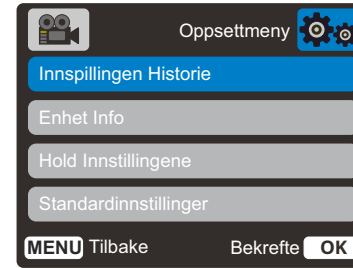 Oppsettmeny
Innspillingen Historie
Enhet Info
Hold Innstillingene
Standardinnstillinger
MENU Tilbake Bekrefte OK